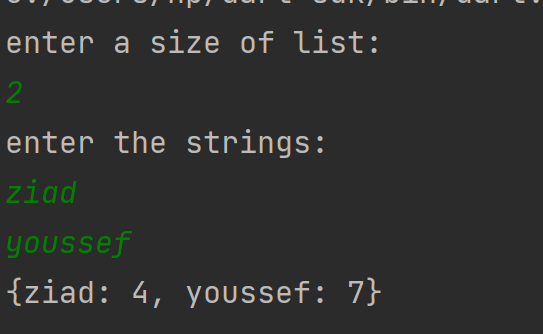 enter a size of list:
2
enter the strings:
ziad
youssef
{ziad: 4, youssef: 7}